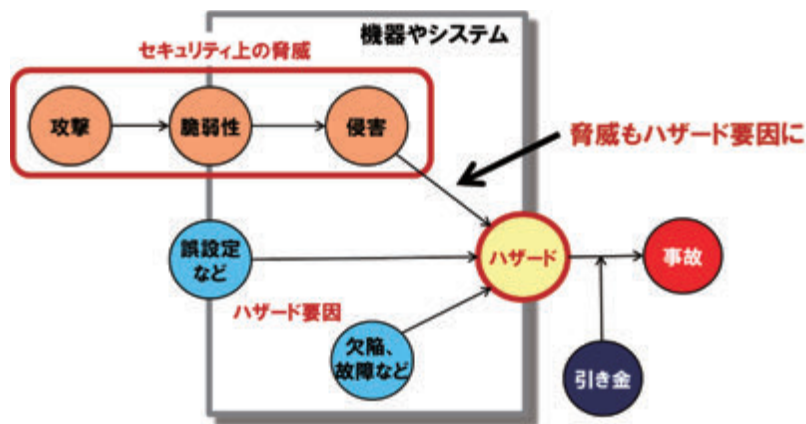 機器やシステム
セキュリティ上の脅威
攻撃
脆弱性
侵害
脅威もハザード要因に
誤設定
など
ハザード
事故
ハザード要因
欠陥、
故障など
引き金